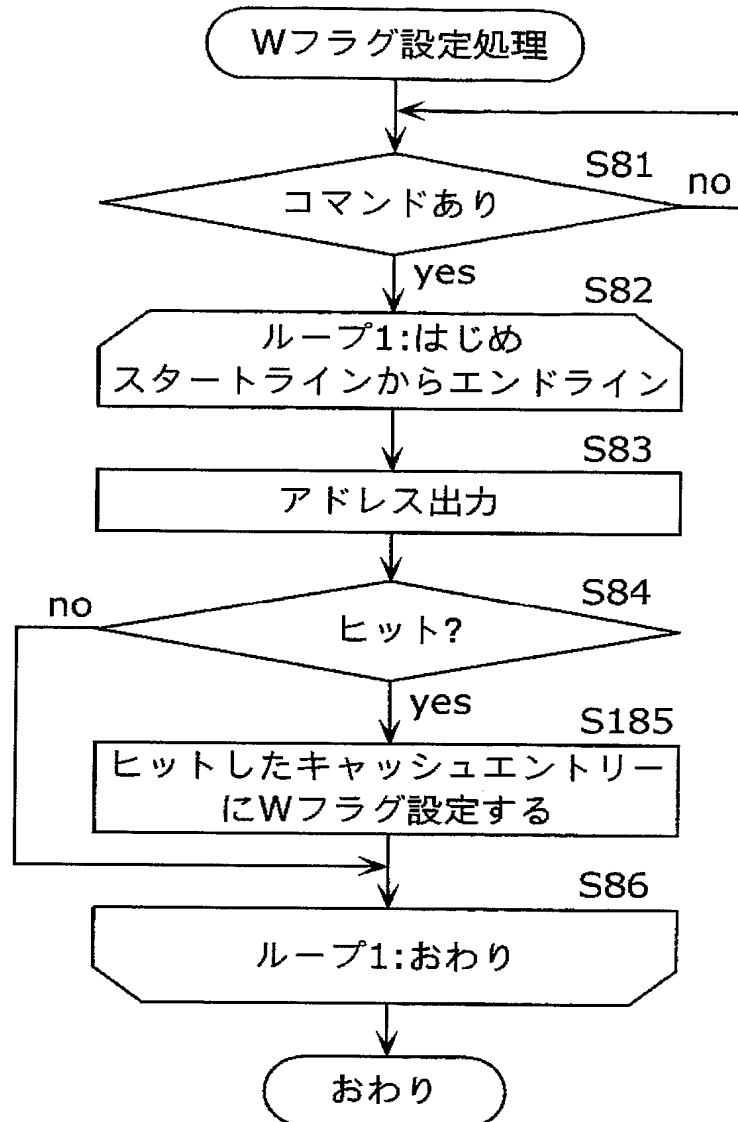 Wフラグ設定処理
S81
コマンドあり
no
yes
S82
ループ1:はじめ
スタートラインからエンドライン
S83
アドレス出力
S84
no
ヒット?
yes
S185
ヒットしたキャッシュエントリー
にWフラグ設定する
S86
ループ1:おわり
おわり